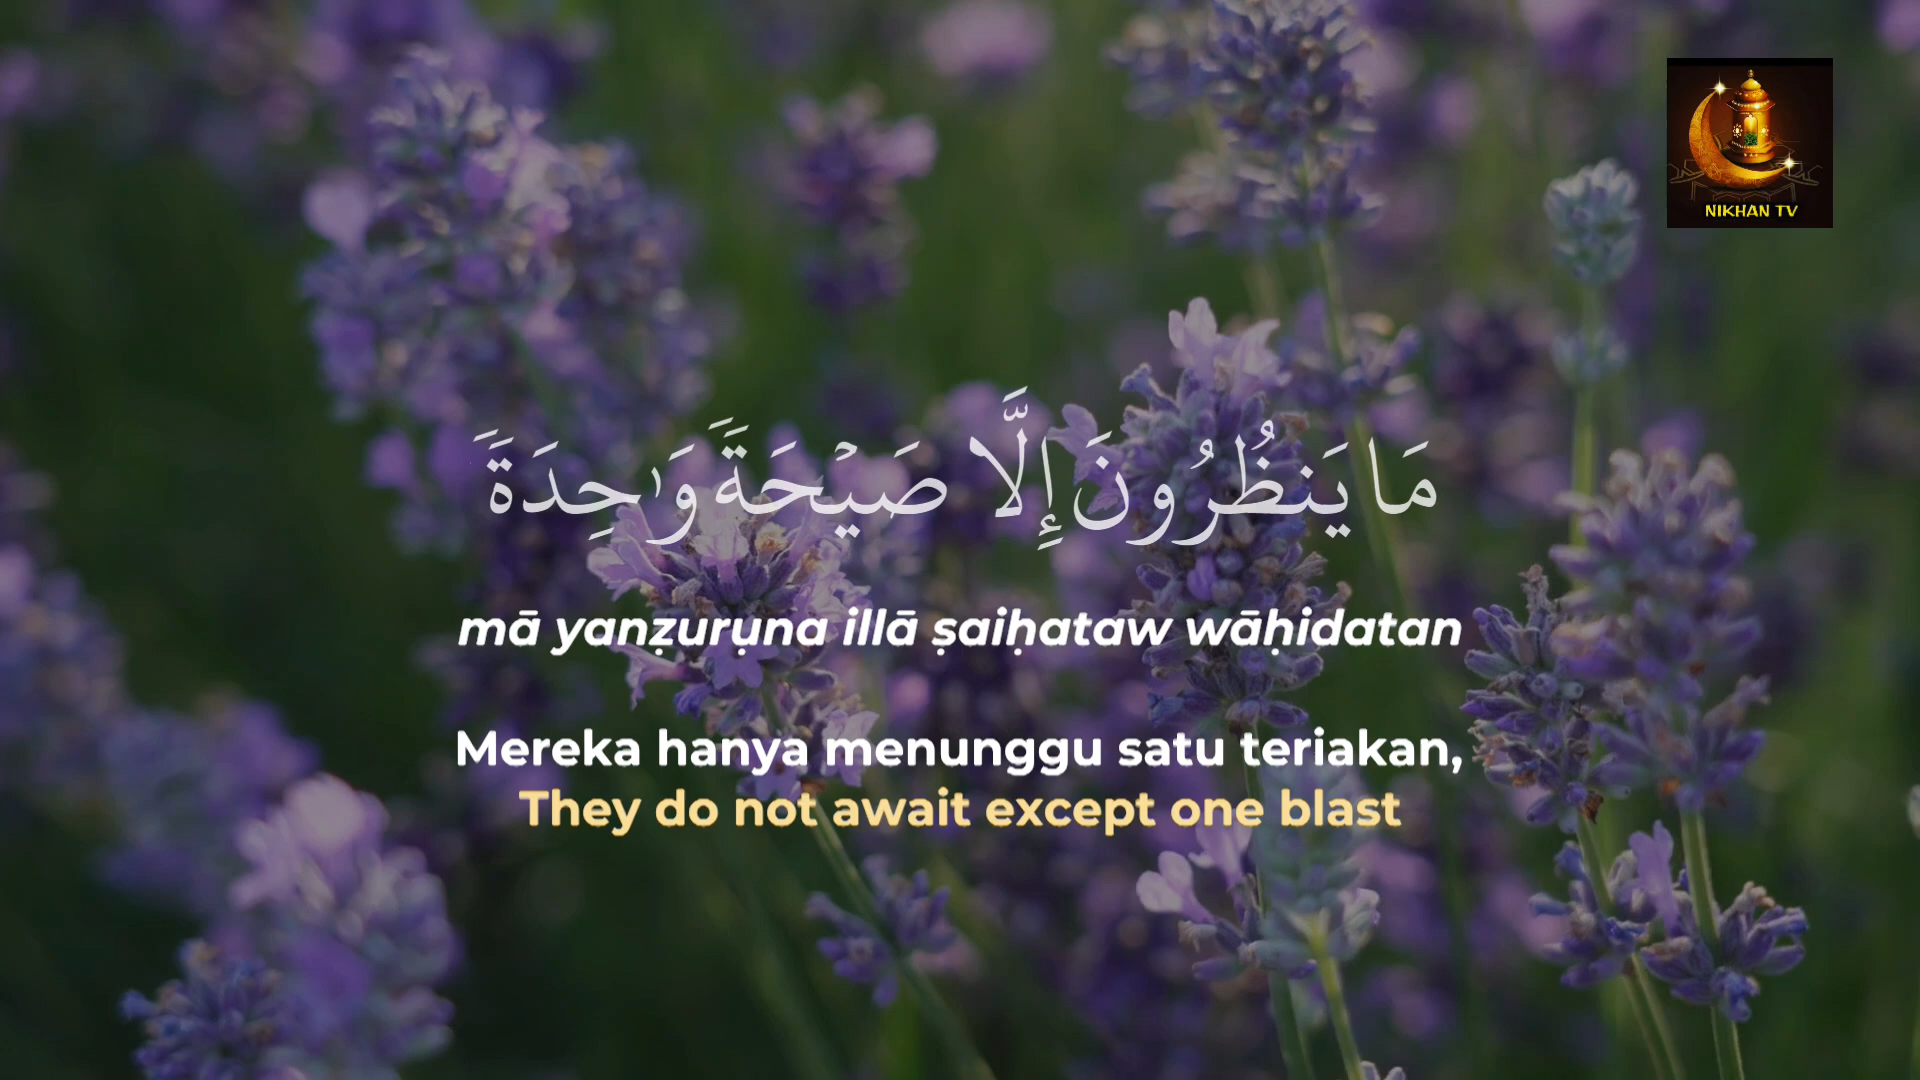 NIKHAN TV
مَا يَنظُرُونَ إِلَّا صَيْحَةً وَٰحِدَةً
mā yanẓurụna illā ṣaiḥataw wāḥidatan
Mereka hanya menunggu satu teriakan,
They do not await except one blast